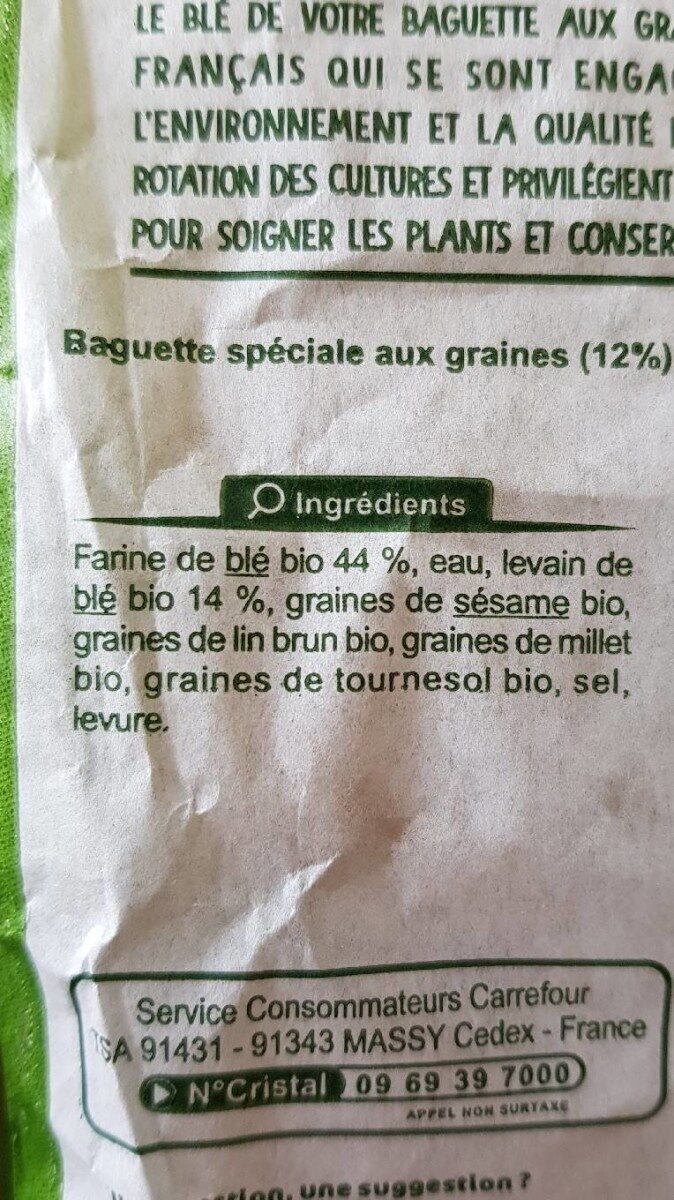 LE BLÉ DE VOTRE BAGUETTE AUX
FRANÇAIS QUI SE SONT
L'ENVIRONNEMENT ET LA QUALITÉ
ROTATION DES CULTURES ET PRIVILÉGIENT
POUR SOIGNER LES PLANTS ET
Baguette spéciale aux graines (12%)
Ingrédients
Farine de blé bio 44 %, eau, levain de
blé bio 14 %, graines de sésame bio,
graines de lin brun bio, graines de millet
bio, graines de tournesol bio, sel,
levure.
Service Consommateurs Carrefour
TSA 91431 - 91343 MASSY Cedex - France
N°Cristal 09 69 39 7000
APPEL NON SURTAXÉ
une suggestion ?